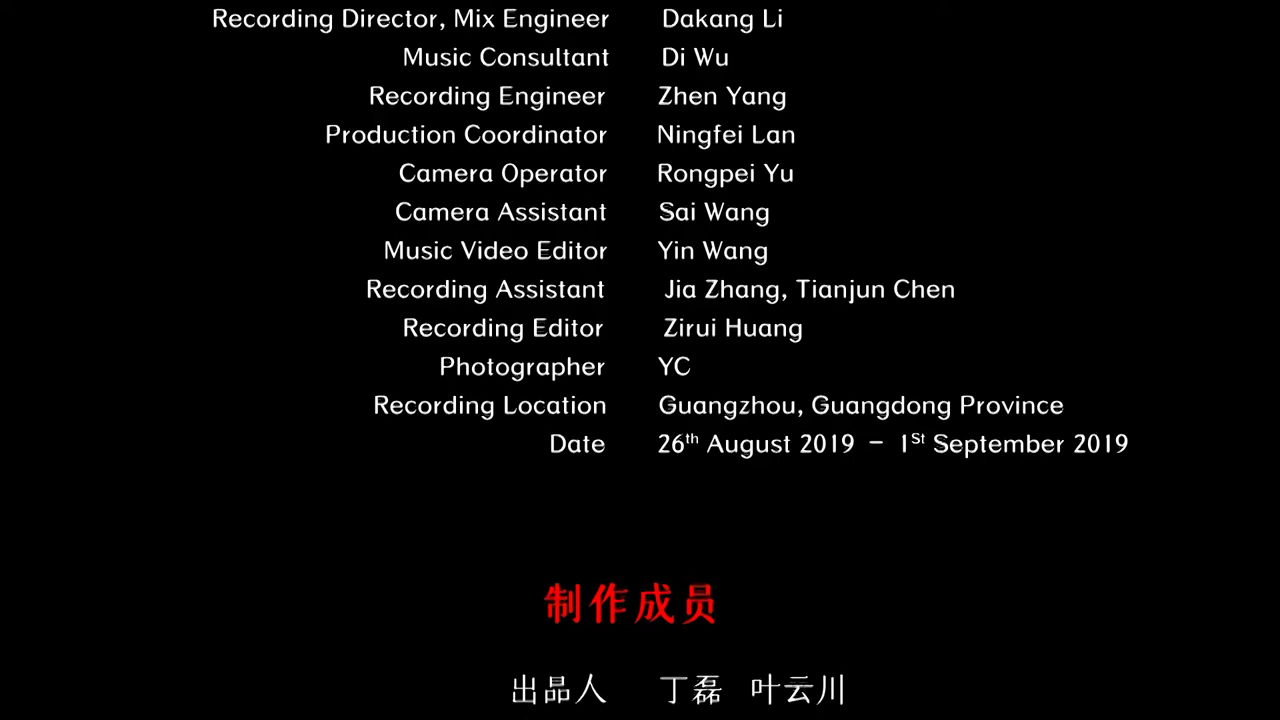 Recording Director, Mix Engineer Dakang Li
Music Consultant Di Wu
Recording Engineer Zhen Yang
Production Coordinator Ningfei Lan
Camera Operator Rongpei Yu
Camera Assistant Sai Wang
Music Video Editor Yin Wang
Recording Assistant Jia Zhang, Tianjun Chen
Recording Editor Zirui Huang
Photographer YC
Recording Location Guangzhou, Guangdong Province
Date 26th August 2019 – 1St September 2019
制作成员
出品人 丁磊 叶云川